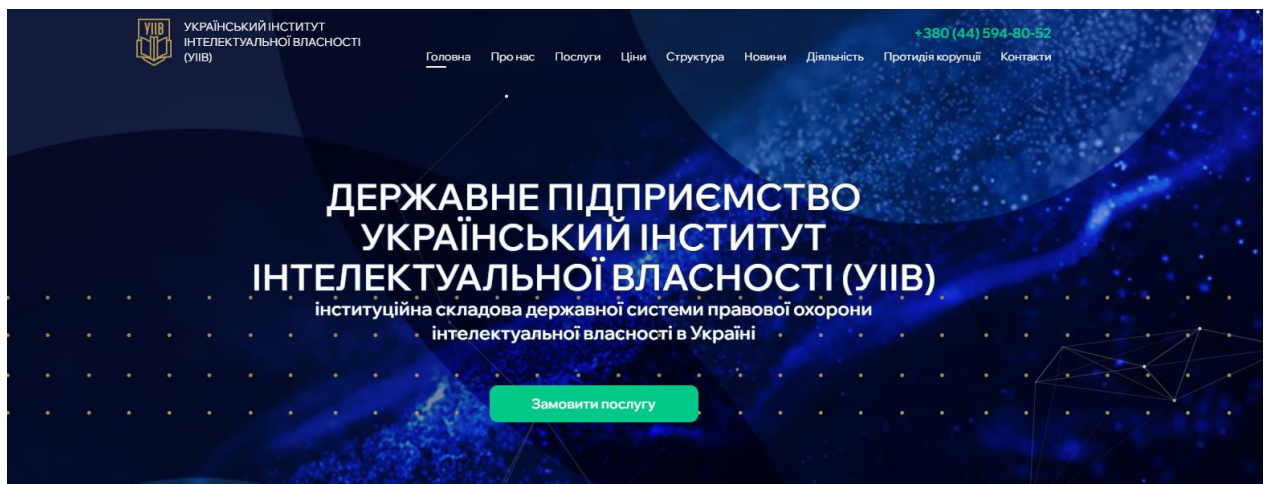 УІІВ
УКРАЇНСЬКИЙ ІНСТИТУТ
ІНТЕЛЕКТУАЛЬНОЇ ВЛАСНОСТІ
(УІІВ)
+380 (44) 594-80-52
Головна Про нас Послуги Ціни Структура Новини Діяльність Протидія корупції Контакти
ДЕРЖАВНЕ ПІДПРИЄМСТВО
УКРАЇНСЬКИЙ ІНСТИТУТ
ІНТЕЛЕКТУАЛЬНОЇ ВЛАСНОСТІ (УІІВ)
інституційна складова державної системи правової охорони
інтелектуальної власності в Україні
Замовити послугу